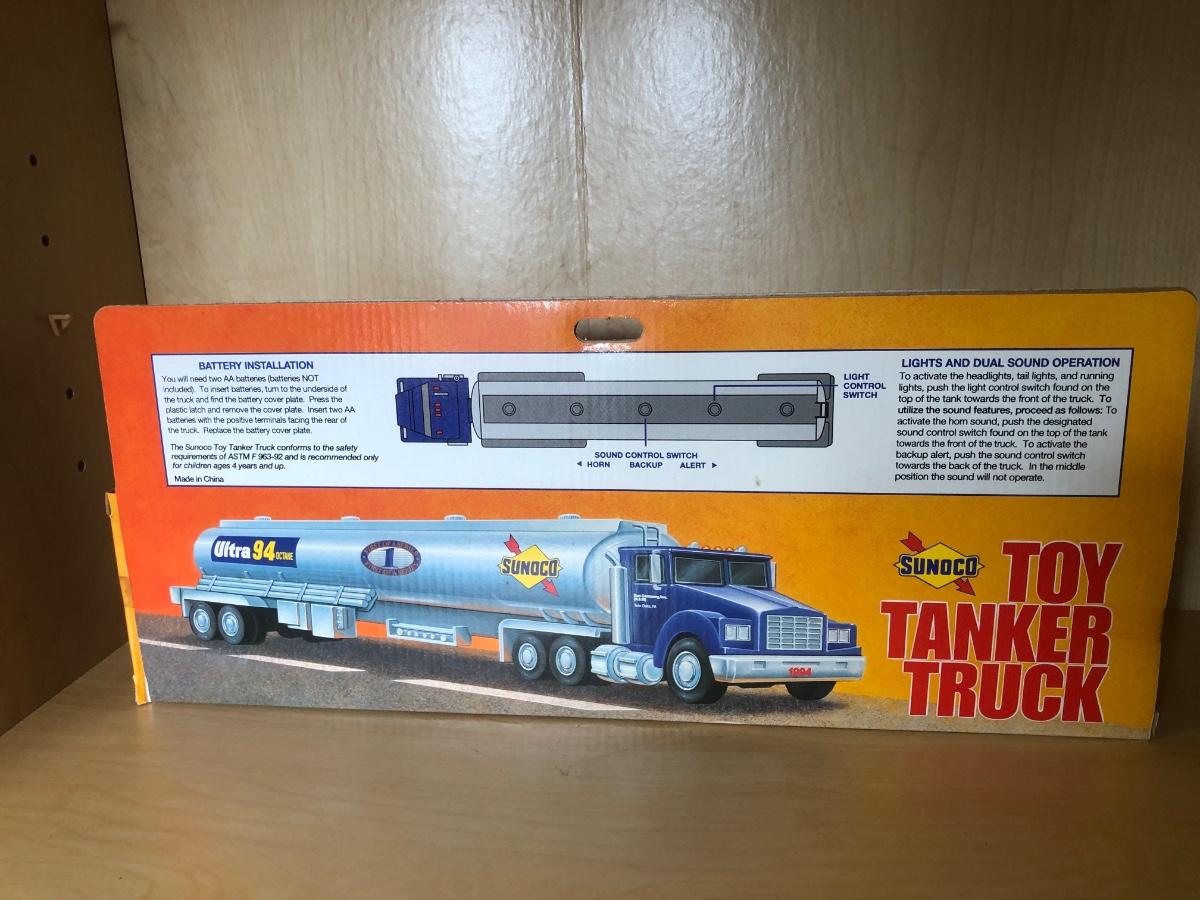 BATTERY INSTALLATION
You will need two AA batteries (batteries NOT
included). To insert batteries, turn to the underside of
the truck and find the battery cover plate. Press the
plastic latch and remove the cover plate. Insert two AA
batteries with the positive terminals facing the rear of
the truck. Replace the battery cover plate.
The Sunoco Toy Tanker Truck conforms to the safety
requirements of ASTM F 963-92 and is recommended only
for children ages 4 years and up.
Made in China
LIGHT
CONTROL
SWITCH
SOUND CONTROL SWITCH
◄ HORN BACKUP ALERT ►
LIGHTS AND DUAL SOUND OPERATION
To activate the headlights, tail lights, and running
lights, push the light control switch found on the
top of the tank towards the front of the truck. To
utilize the sound features, proceed as follows: To
activate the horn sound, push the designated
sound control switch found on the top of the tank
towards the front of the truck. To activate the
backup alert, push the sound control switch
towards the back of the truck. In the middle
position the sound will not operate.
Ultra 94 OCTANE
1
SUNOCO
1994
SUNOCO
TOY
TANKER
TRUCK